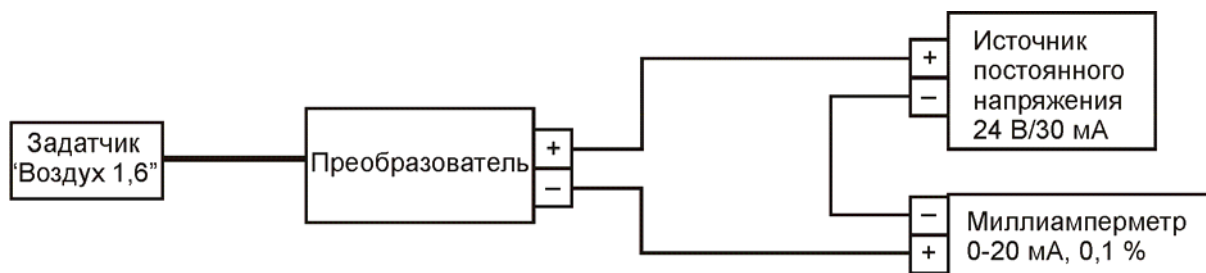 Задатчик
“Воздух 1,6”
Преобразователь
+
–
+
–
Источник
постоянного
напряжения
24 В/30 мА
–
+
Миллиамперметр
0-20 мА, 0,1 %